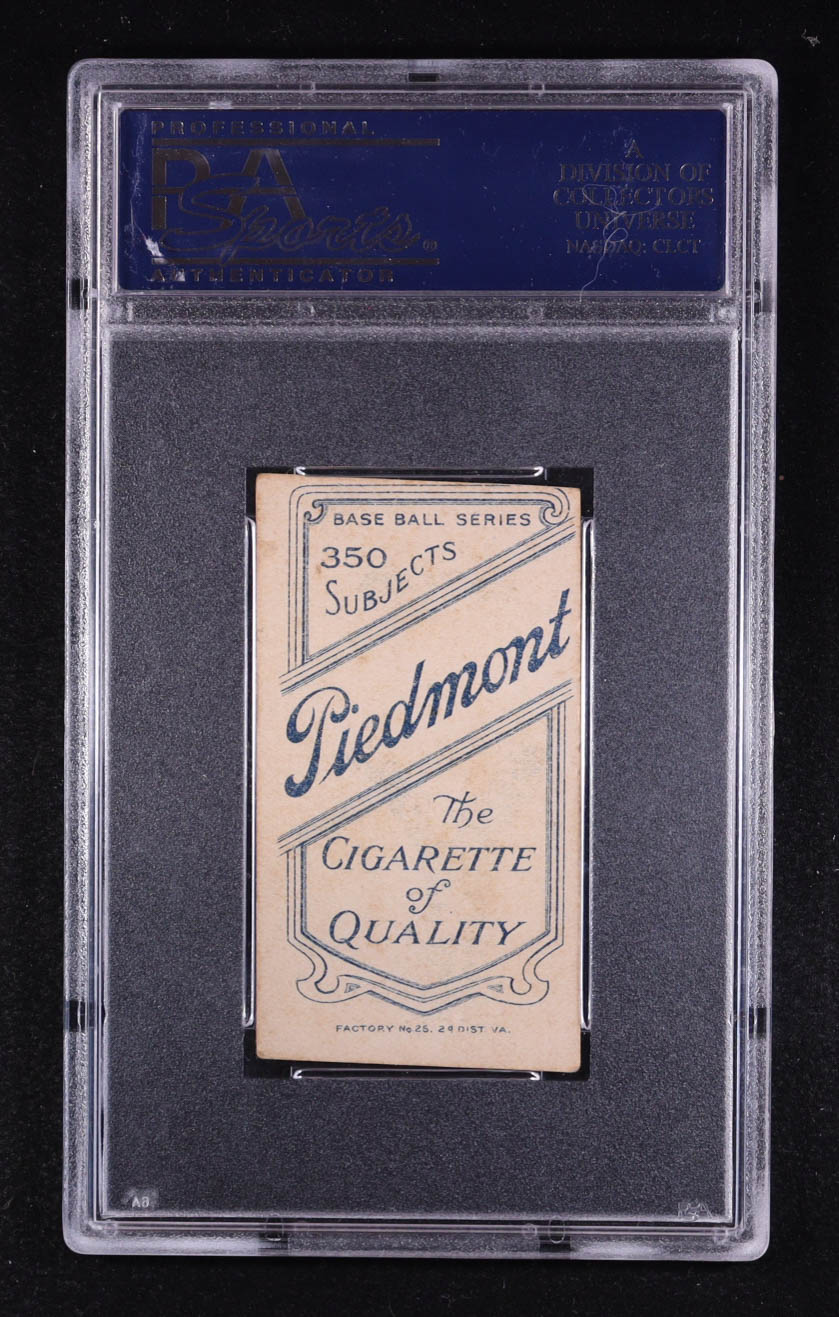 PROFESSIONAL
PSA
Sports®
AUTHENTICATOR
A
DIVISION OF
COLLECTORS
UNIVERSE
NASDAQ: CLCT
BASE BALL SERIES
350
SUBJECTS
Piedmont
The
CIGARETTE
of
QUALITY
FACTORY No 25. 2d DIST. VA.